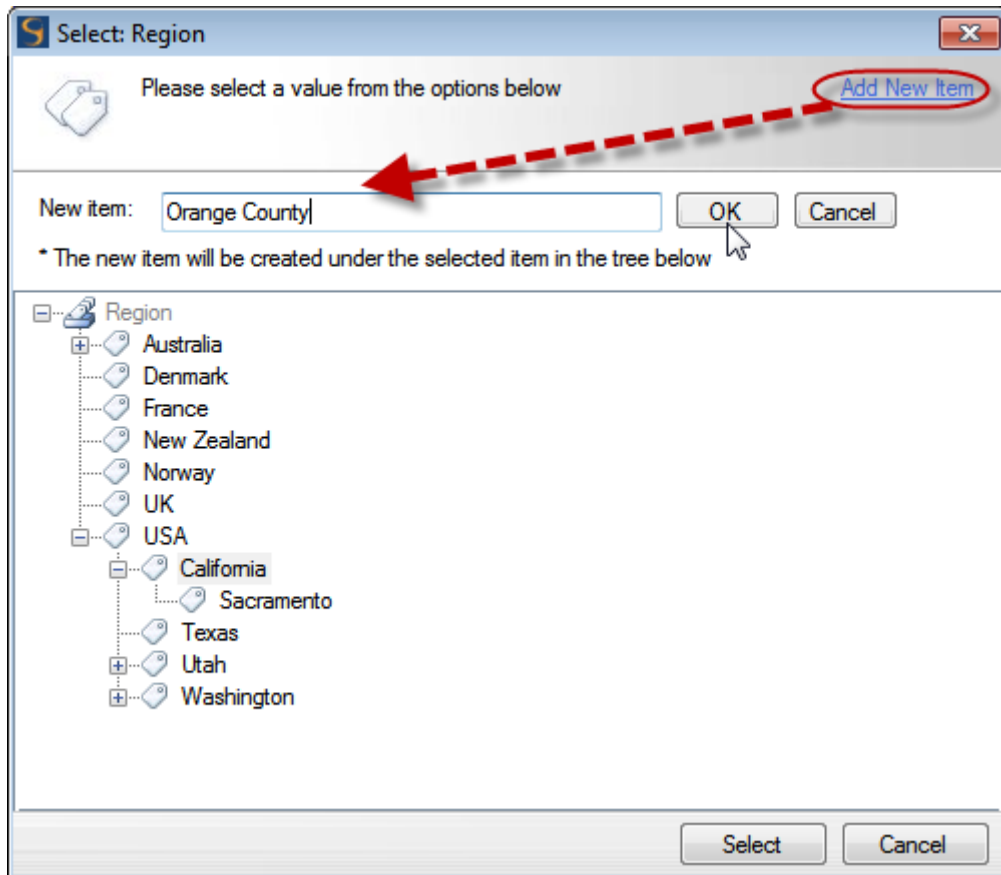 Select: Region
Please select a value from the options below
Add New Item
New item: Orange County OK Cancel
* The new item will be created under the selected item in the tree below
Region
Australia
Denmark
France
New Zealand
Norway
UK
USA
California
Sacramento
Texas
Utah
Washington
Select Cancel